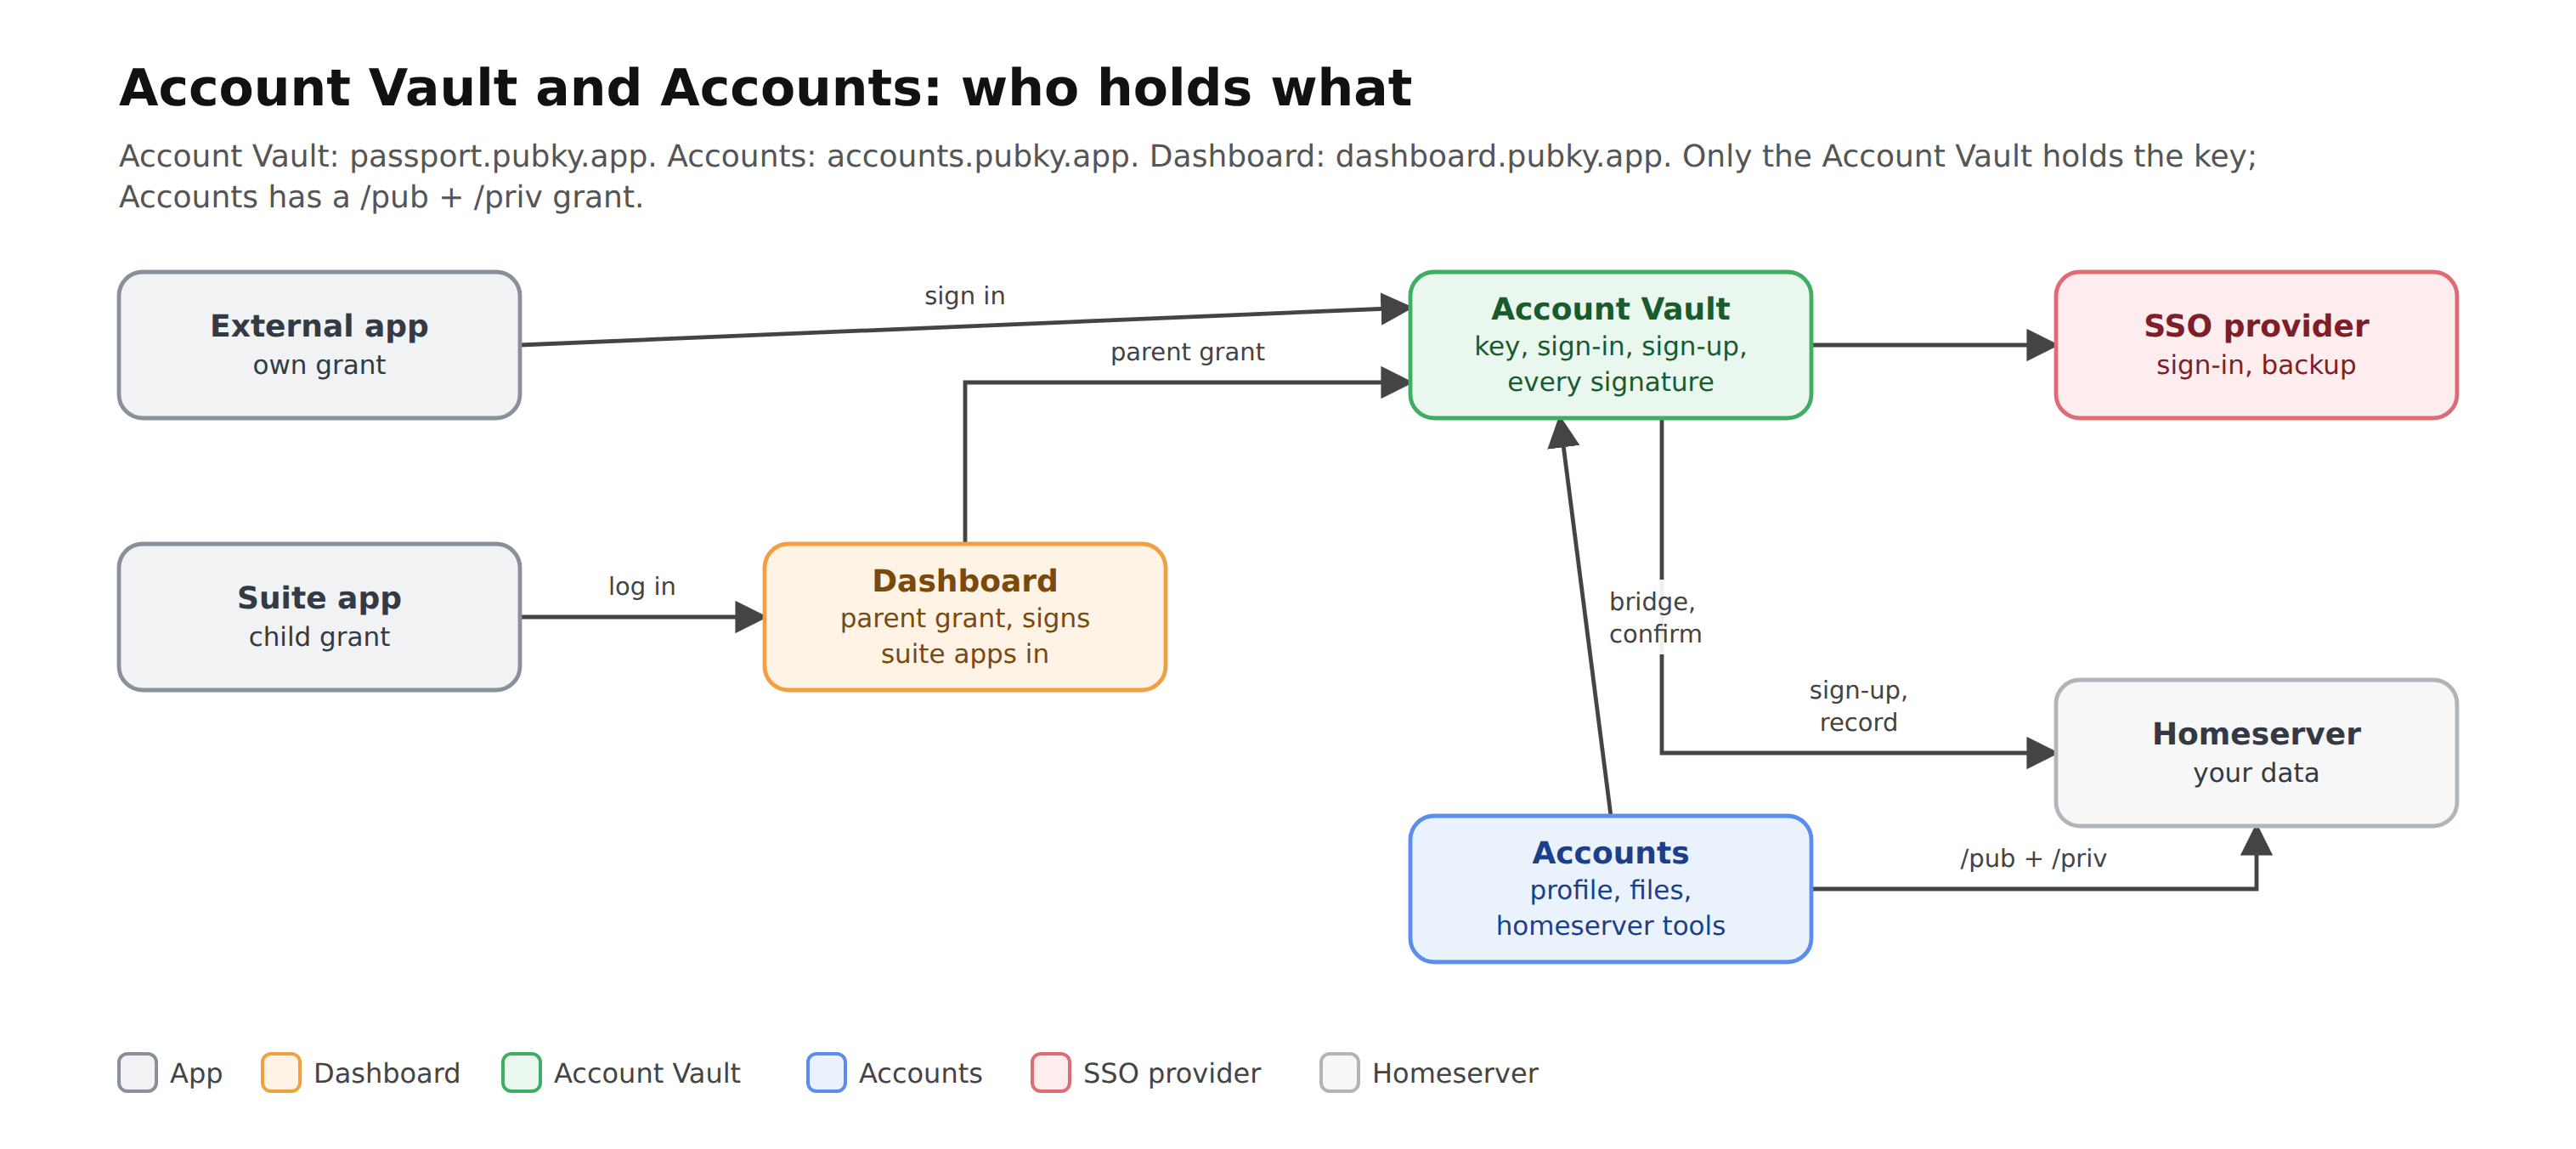 Account Vault and Accounts: who holds what
Account Vault: passport.pubky.app. Accounts: accounts.pubky.app. Dashboard: dashboard.pubky.app. Only the Account Vault holds the key;
Accounts has a /pub + /priv grant.
External app
own grant
sign in
parent grant
Account Vault
key, sign-in, sign-up,
every signature
SSO provider
sign-in, backup
Suite app
child grant
log in
Dashboard
parent grant, signs
suite apps in
bridge,
confirm
sign-up,
record
Homeserver
your data
Accounts
profile, files,
homeserver tools
/pub + /priv
App
Dashboard
Account Vault
Accounts
SSO provider
Homeserver